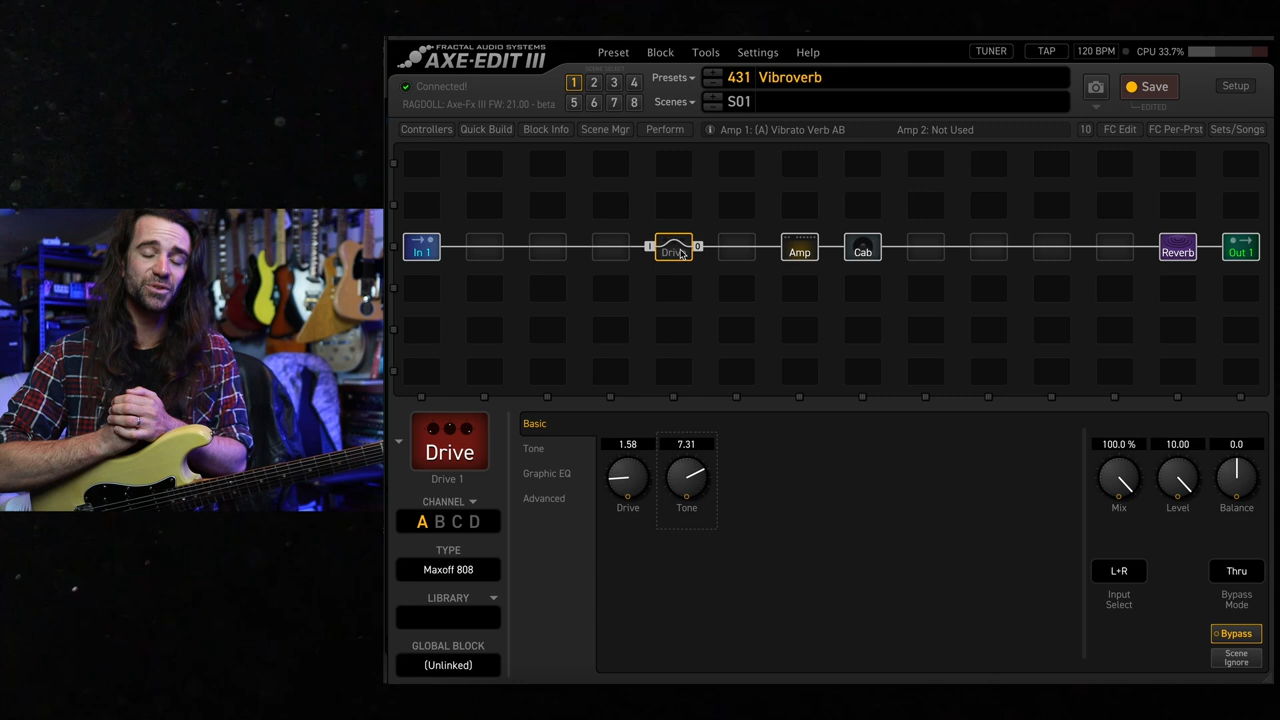 FRACTAL AUDIO SYSTEMS
AXE-EDIT III
Preset Block Tools Settings Help
TUNER TAP 120 BPM CPU 33.7%
Connected!
RAGDOLL: Axe-Fx III FW: 21.00 - beta
SCENE SELECT
1 2 3 4
5 6 7 8
Presets 431 Vibroverb
Scenes S01
Save
EDITED
Setup
Controllers Quick Build Block Info Scene Mgr Perform Amp 1: (A) Vibrato Verb AB Amp 2: Not Used 10 FC Edit FC Per-Prst Sets/Songs
In 1 I Drive O Amp Cab Reverb Out 1
Drive
Drive 1
CHANNEL
A B C D
TYPE
Maxoff 808
LIBRARY
GLOBAL BLOCK
(Unlinked)
Basic
Tone
Graphic EQ
Advanced
1.58 7.31
Drive Tone
100.0 % 10.00 0.0
Mix Level Balance
L+R Thru
Input
Select
Bypass
Mode
Bypass
Scene
Ignore